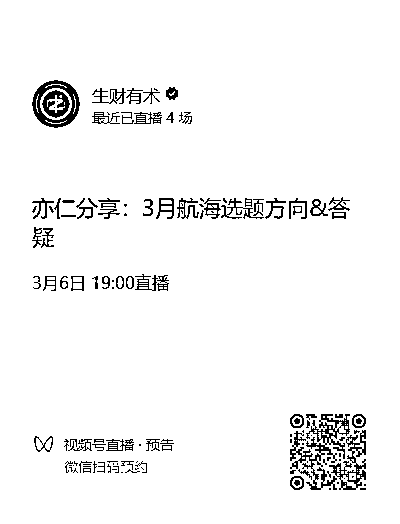 生财有术
最近已直播 4 场
亦仁分享：3月航海选题方向&答
疑
3月6日 19:00直播
视频号直播 · 预告
微信扫码预约